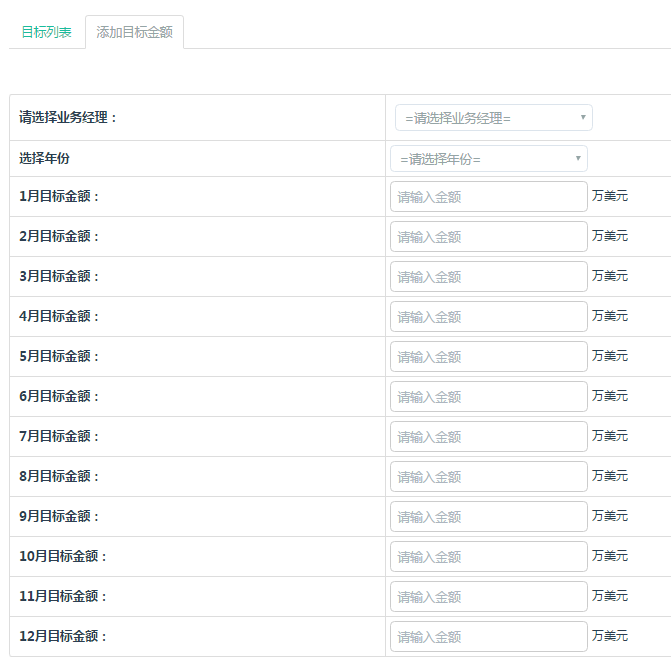 目标列表 添加目标金额
请选择业务经理： =请选择业务经理=
选择年份 =请选择年份=
1月目标金额： 请输入金额 万美元
2月目标金额： 请输入金额 万美元
3月目标金额： 请输入金额 万美元
4月目标金额： 请输入金额 万美元
5月目标金额： 请输入金额 万美元
6月目标金额： 请输入金额 万美元
7月目标金额： 请输入金额 万美元
8月目标金额： 请输入金额 万美元
9月目标金额： 请输入金额 万美元
10月目标金额： 请输入金额 万美元
11月目标金额： 请输入金额 万美元
12月目标金额： 请输入金额 万美元